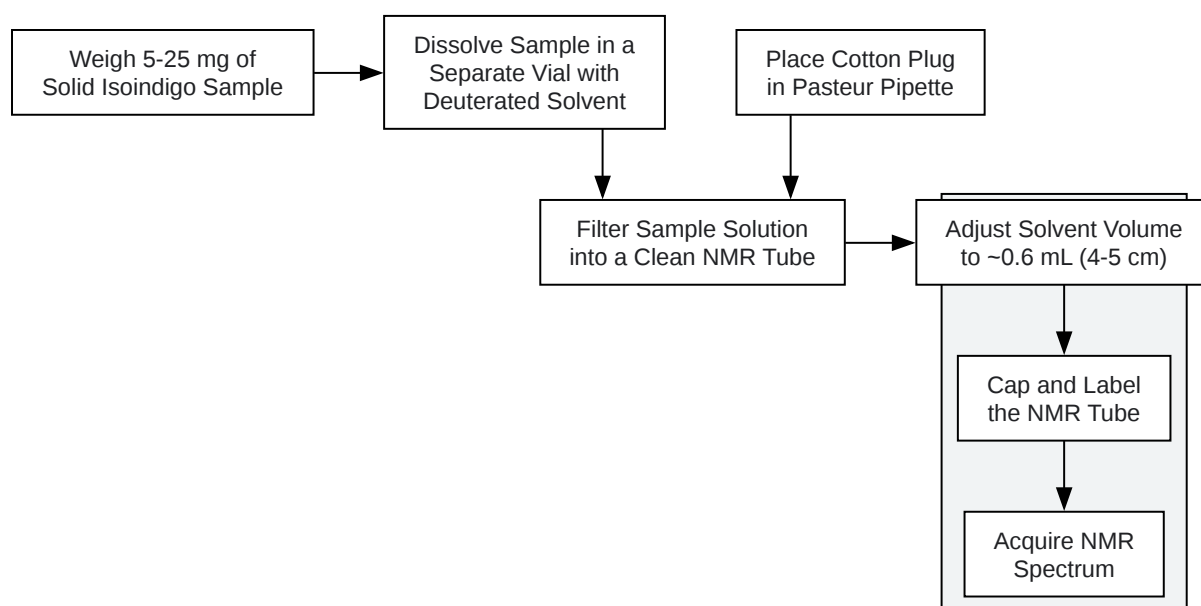 Weigh 5-25 mg of
Solid Isoindigo Sample
Dissolve Sample in a
Separate Vial with
Deuterated Solvent
Place Cotton Plug
in Pasteur Pipette
Filter Sample Solution
into a Clean NMR Tube
Adjust Solvent Volume
to ~0.6 mL (4-5 cm)
Cap and Label
the NMR Tube
Acquire NMR
Spectrum